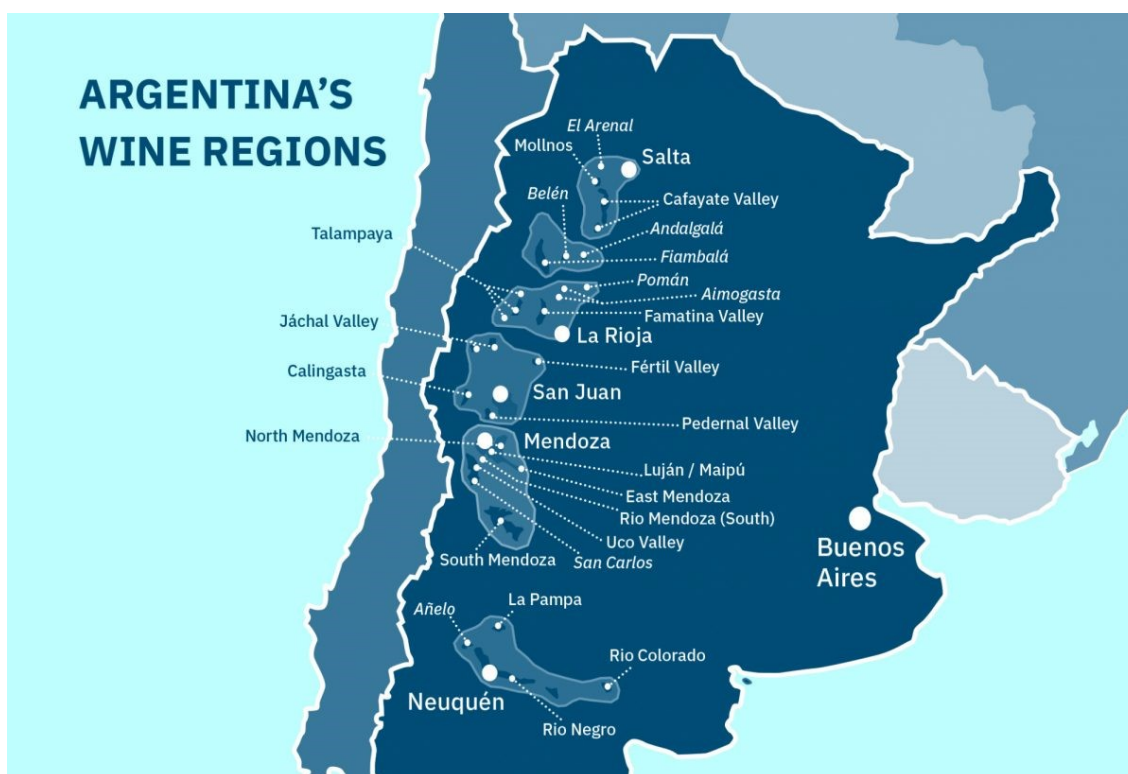 ARGENTINA'S
WINE REGIONS
El Arenal
Mollnos
Salta
Belén
Cafayate Valley
Talampaya
Andalgalá
Fiambalá
Pomán
Aimogasta
Jáchal Valley
Famatina Valley
La Rioja
Calingasta
Fértil Valley
San Juan
Pedernal Valley
North Mendoza
Mendoza
Luján / Maipú
East Mendoza
Rio Mendoza (South)
Uco Valley
South Mendoza
San Carlos
Buenos
Aires
La Pampa
Añelo
Rio Colorado
Neuquén
Río Negro